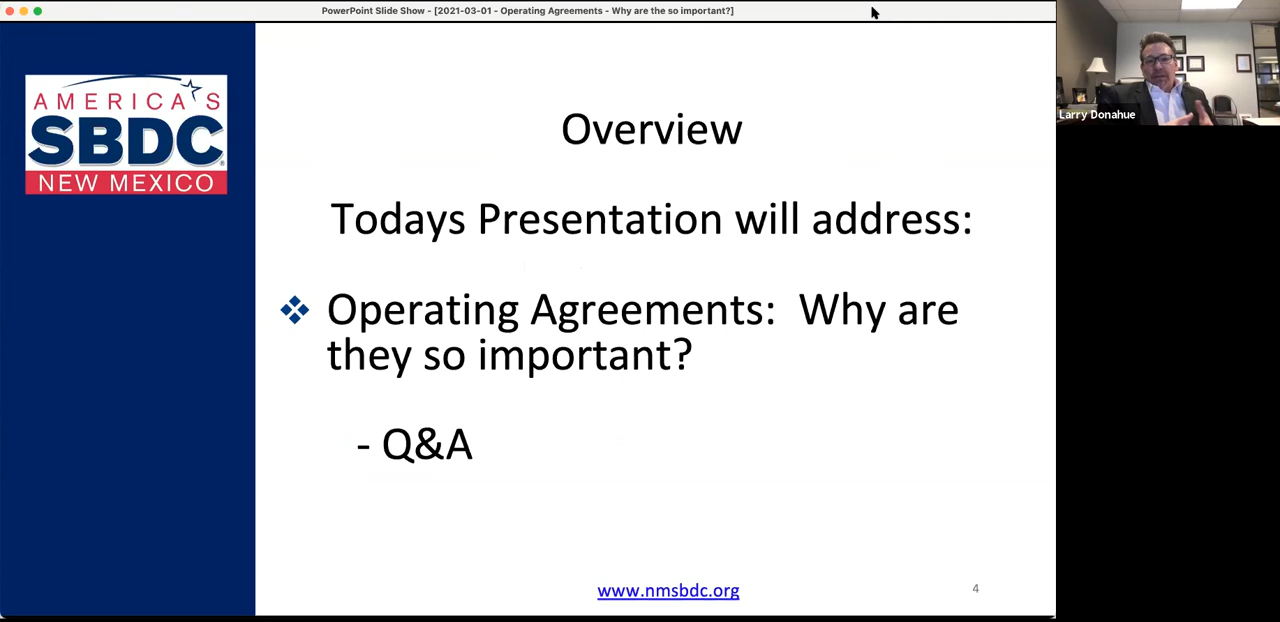 PowerPoint Slide Show - [2021-03-01 - Operating Agreements - Why are the so important?]
AMERICA'S
SBDC
NEW MEXICO
Overview
Todays Presentation will address:
❖ Operating Agreements:  Why are
they so important?
- Q&A
www.nmsbdc.org
4
Larry Donahue